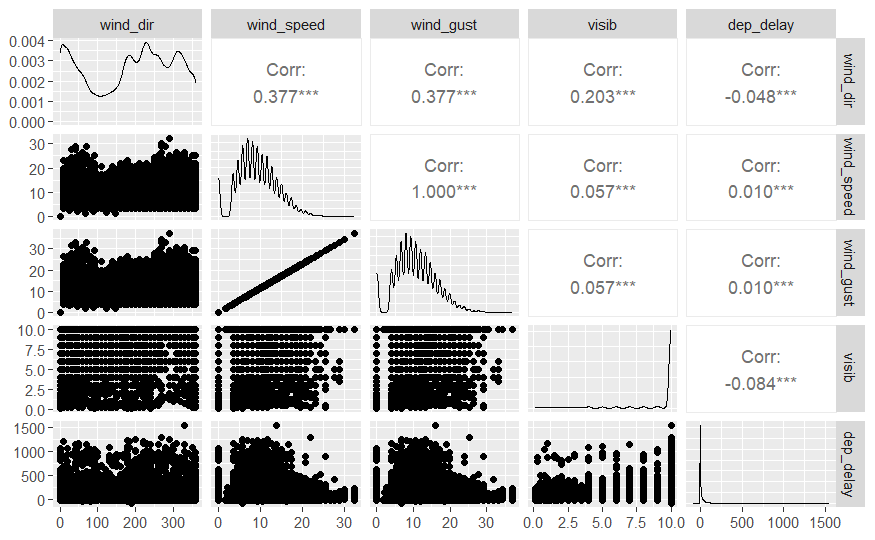 wind_dir wind_speed wind_gust visib dep_delay
0.004
0.003
0.002
0.001
0.000
Corr:
0.377***
Corr:
0.377***
Corr:
0.203***
Corr:
-0.048***
wind_dir
30
20
10
0
Corr:
1.000***
Corr:
0.057***
Corr:
0.010***
wind_speed
30
20
10
0
Corr:
0.057***
Corr:
0.010***
wind_gust
10.0
7.5
5.0
2.5
0.0
Corr:
-0.084***
visib
1500
1000
500
0
dep_delay
0 100 200 300 0 10 20 30 0 10 20 30 0.0 2.5 5.0 7.5 10.0 0 500 1000 1500